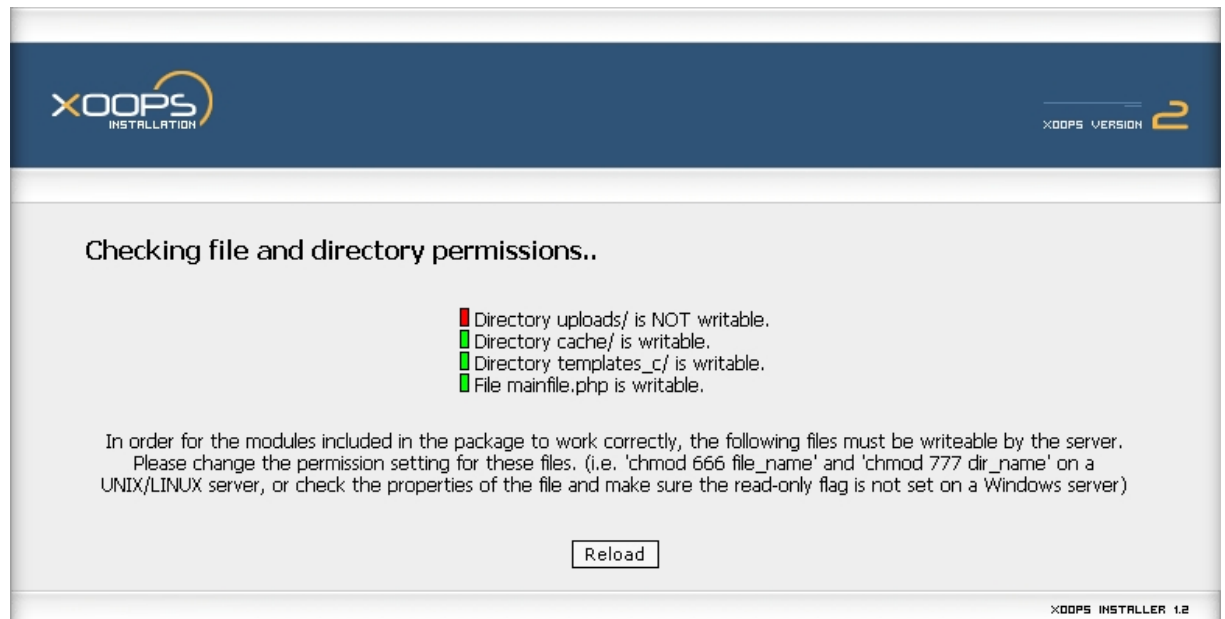 XOOPS
INSTALLATION
XOOPS VERSION 2
Checking file and directory permissions..
Directory uploads/ is NOT writable.
Directory cache/ is writable.
Directory templates_c/ is writable.
File mainfile.php is writable.
In order for the modules included in the package to work correctly, the following files must be writeable by the server.
Please change the permission setting for these files. (i.e. 'chmod 666 file_name' and 'chmod 777 dir_name' on a
UNIX/LINUX server, or check the properties of the file and make sure the read-only flag is not set on a Windows server)
Reload
XOOPS INSTALLER 1.2